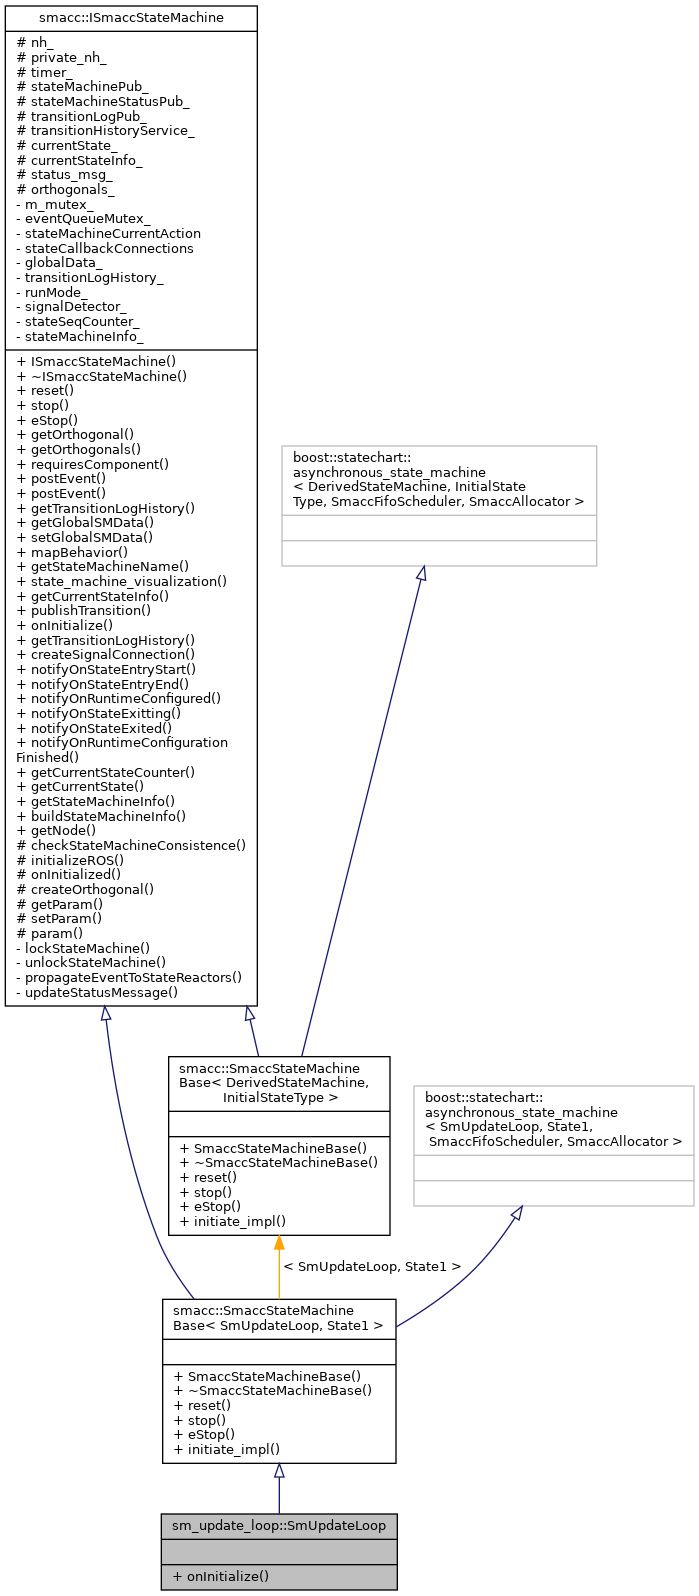 smacc::ISmaccStateMachine
# nh_
# private_nh_
# timer_
# stateMachinePub_
# stateMachineStatusPub_
# transitionLogPub_
# transitionHistoryService_
# currentState_
# currentStateInfo_
# status_msg_
# orthogonals_
- m_mutex_
- eventQueueMutex_
- stateMachineCurrentAction
- stateCallbackConnections
- globalData_
- transitionLogHistory_
- runMode_
- signalDetector_
- stateSeqCounter_
- stateMachineInfo_
+ ISmaccStateMachine()
+ ~ISmaccStateMachine()
+ reset()
+ stop()
+ eStop()
+ getOrthogonal()
+ getOrthogonals()
+ requiresComponent()
+ postEvent()
+ postEvent()
+ getTransitionLogHistory()
+ getGlobalSMData()
+ setGlobalSMData()
+ mapBehavior()
+ getStateMachineName()
+ state_machine_visualization()
+ getCurrentStateInfo()
+ publishTransition()
+ onInitialize()
+ getTransitionLogHistory()
+ createSignalConnection()
+ notifyOnStateEntryStart()
+ notifyOnStateEntryEnd()
+ notifyOnRuntimeConfigured()
+ notifyOnStateExitting()
+ notifyOnStateExited()
+ notifyOnRuntimeConfiguration
Finished()
+ getCurrentStateCounter()
+ getCurrentState()
+ getStateMachineInfo()
+ buildStateMachineInfo()
+ getNode()
# checkStateMachineConsistence()
# initializeROS()
# onInitialized()
# createOrthogonal()
# getParam()
# setParam()
# param()
- lockStateMachine()
- unlockStateMachine()
- propagateEventToStateReactors()
- updateStatusMessage()
boost::statechart::
asynchronous_state_machine
< DerivedStateMachine, InitialState
Type, SmaccFifoScheduler, SmaccAllocator >
smacc::SmaccStateMachine
Base< DerivedStateMachine,
InitialStateType >
+ SmaccStateMachineBase()
+ ~SmaccStateMachineBase()
+ reset()
+ stop()
+ eStop()
+ initiate_impl()
boost::statechart::
asynchronous_state_machine
< SmUpdateLoop, State1,
SmaccFifoScheduler, SmaccAllocator >
< SmUpdateLoop, State1 >
smacc::SmaccStateMachine
Base< SmUpdateLoop, State1 >
+ SmaccStateMachineBase()
+ ~SmaccStateMachineBase()
+ reset()
+ stop()
+ eStop()
+ initiate_impl()
sm_update_loop::SmUpdateLoop
+ onInitialize()